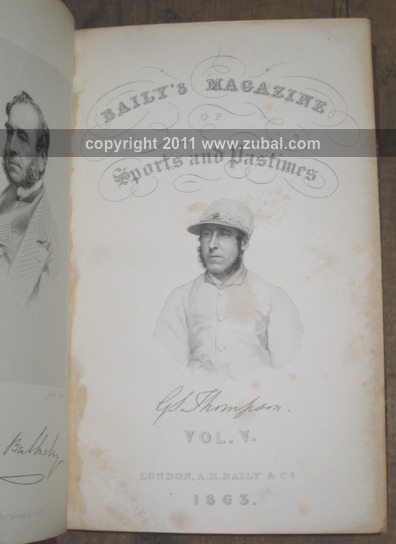 BAILY'S MAGAZINE
OF
Sports and Pastimes
copyright 2011 www.zubal.com
G.S. Thompson.
VOL. V.
LONDON, A.H. BAILY & Co.
1863.